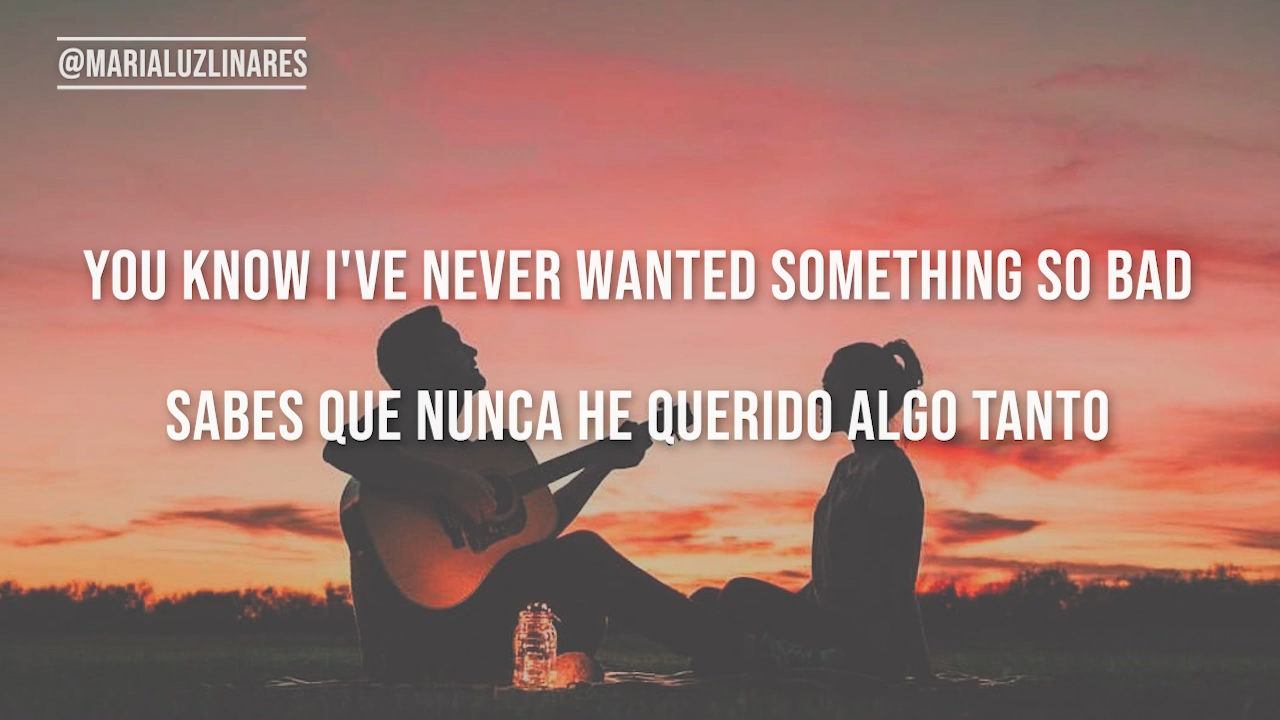 @MARIALUZLINARES
YOU KNOW I'VE NEVER WANTED SOMETHING SO BAD
SABES QUE NUNCA HE QUERIDO ALGO TANTO